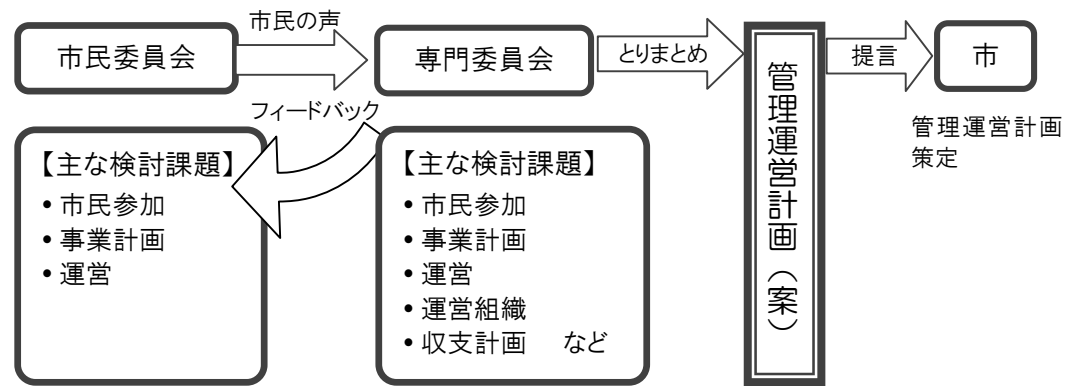 市民の声
市民委員会
専門委員会
とりまとめ
管理運営計画（案）
提言
市
管理運営計画
策定
フィードバック
【主な検討課題】
•市民参加
•事業計画
•運営
【主な検討課題】
•市民参加
•事業計画
•運営
•運営組織
•収支計画　など